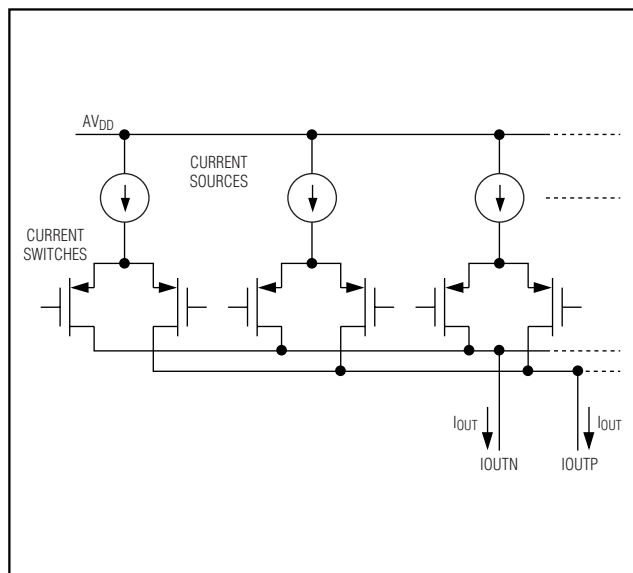 AVDD
CURRENT
SOURCES
CURRENT
SWITCHES
IOUT
IOUT
IOUTN
IOUTP